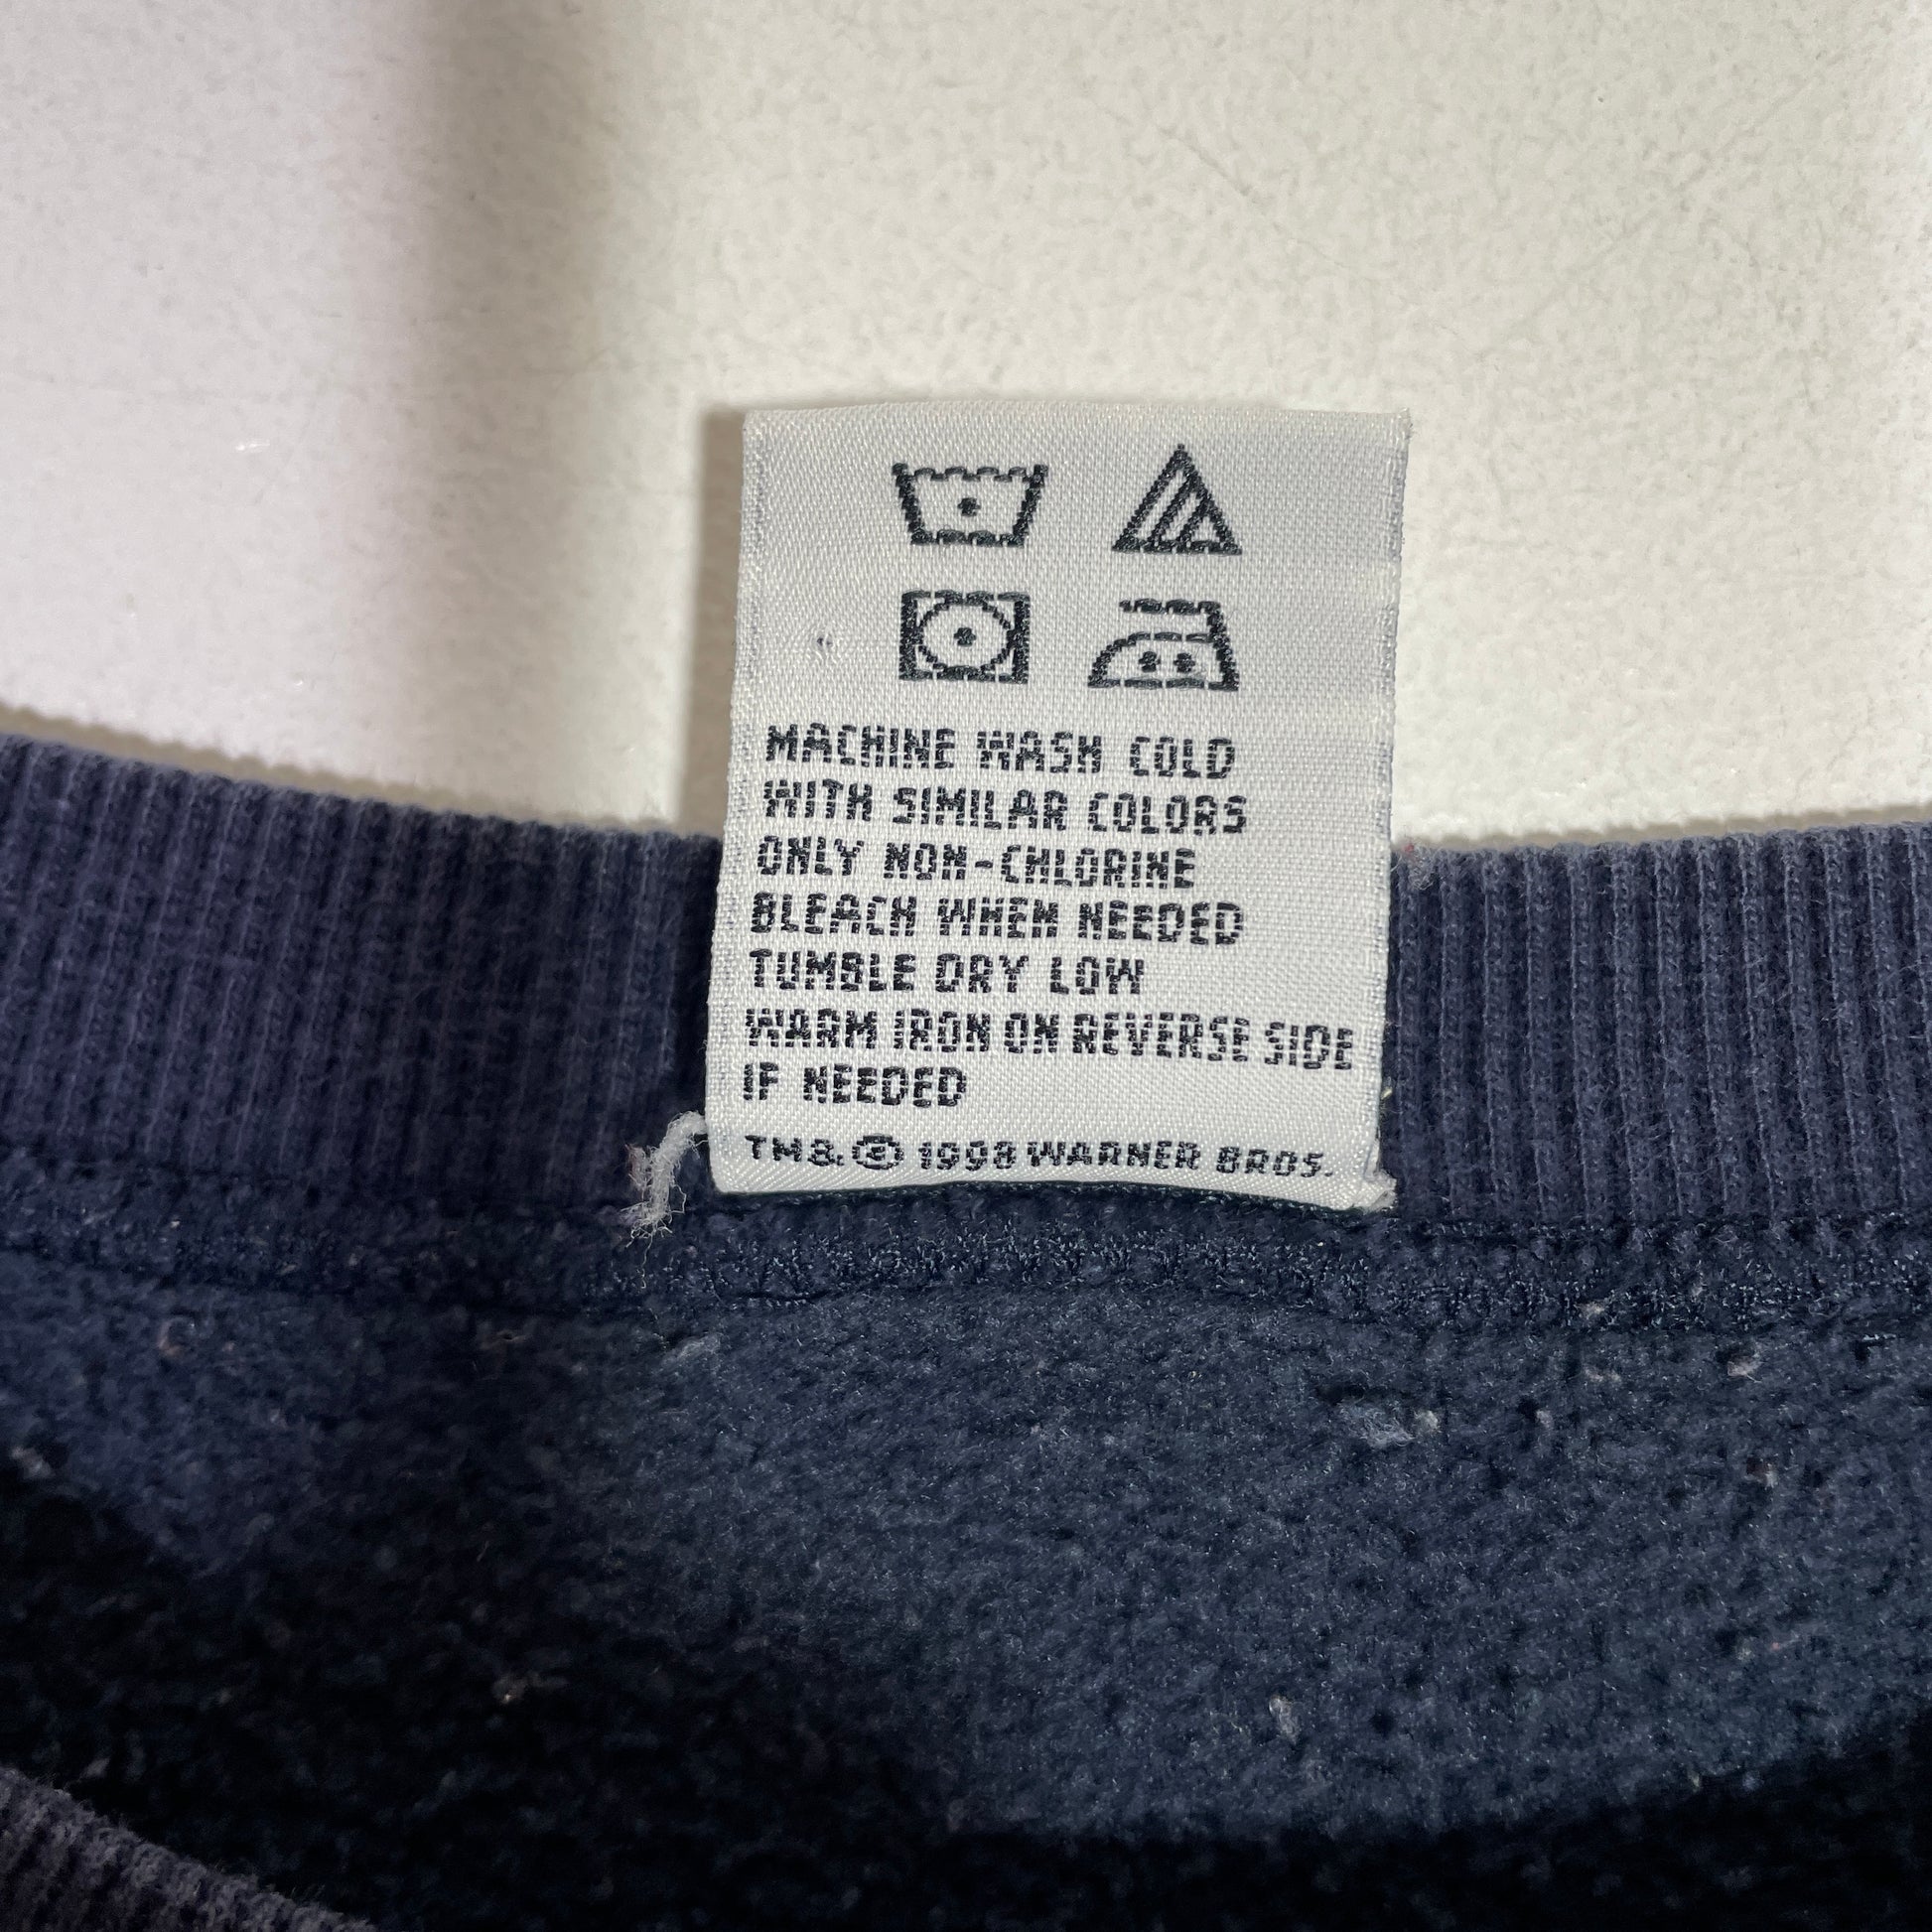 MACHINE WASH COLD
WITH SIMILAR COLORS
ONLY NON-CHLORINE
BLEACH WHEN NEEDED
TUMBLE DRY LOW
WARM IRON ON REVERSE SIDE
IF NEEDED
TM & © 1998 WARNER BROS.